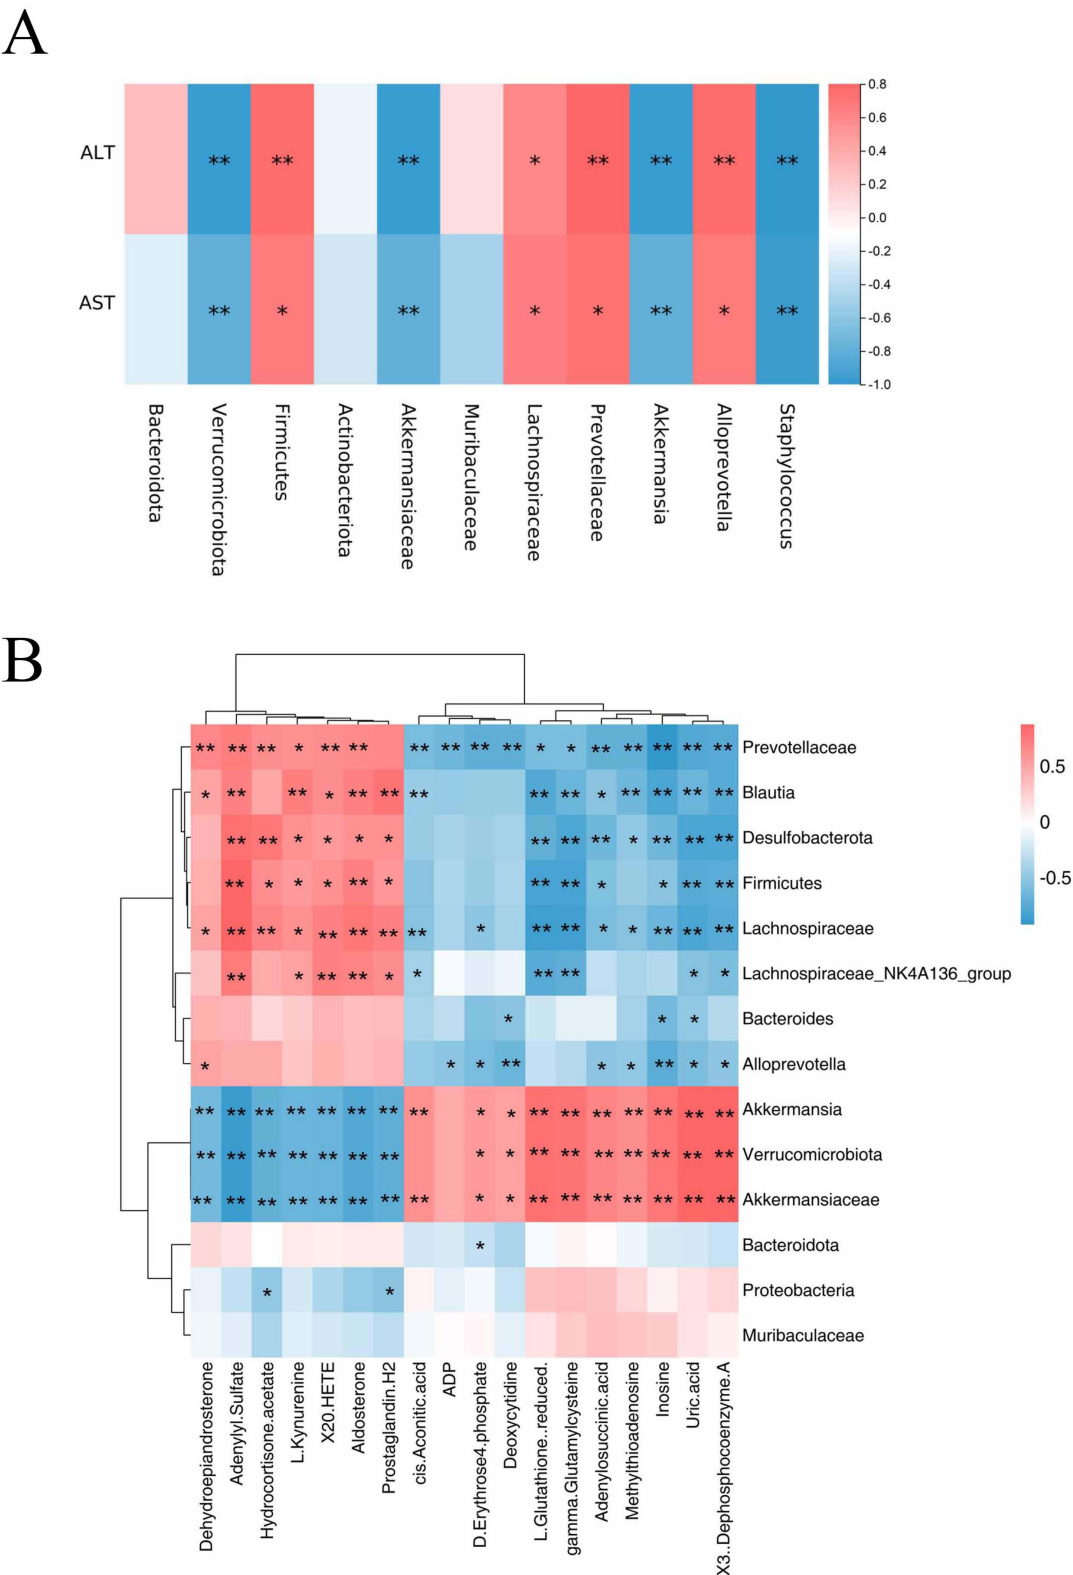 A
ALT
** ** ** * ** ** ** **
AST
** * ** * * ** * **
0.8
0.6
0.4
0.2
0.0
-0.2
-0.4
-0.6
-0.8
-1.0
Bacteroidota
Verrucomicrobiota
Firmicutes
Actinobacteriota
Akkermansiaceae
Muribaculaceae
Lachnospiraceae
Prevotellaceae
Akkermansia
Alloprevotella
Staphylococcus
B
** ** ** * ** ** ** ** ** ** * * ** ** ** ** ** Prevotellaceae
* ** ** * ** ** ** ** ** * ** ** ** ** Blautia
** ** * * * * ** ** ** * ** ** ** Desulfobacterota
** * * * ** * ** ** * * ** ** Firmicutes
* ** ** * ** ** ** ** * ** ** * * ** ** ** Lachnospiraceae
** * ** ** * * ** ** * * Lachnospiraceae_NK4A136_group
* * * Bacteroides
* * * ** * * ** * * Alloprevotella
** ** ** ** ** ** ** ** * * ** ** ** ** ** ** ** Akkermansia
** ** ** ** ** ** ** * * ** ** ** ** ** ** ** Verrucomicrobiota
** ** ** ** ** ** ** ** * * ** ** ** ** ** ** ** Akkermansiaceae
* Bacteroidota
* * Proteobacteria
Muribaculaceae
0.5
0
-0.5
Dehydroepiandrosterone
Adenylyl.Sulfate
Hydrocortisone.acetate
L.Kynurenine
X20.HETE
Aldosterone
Prostaglandin.H2
cis.Aconitic.acid
ADP
D.Erythrose4.phosphate
Deoxycytidine
L.Glutathione..reduced.
gamma.Glutamylcysteine
Adenylosuccinic.acid
Methylthioadenosine
Inosine
Uric.acid
X3..Dephosphocoenzyme.A